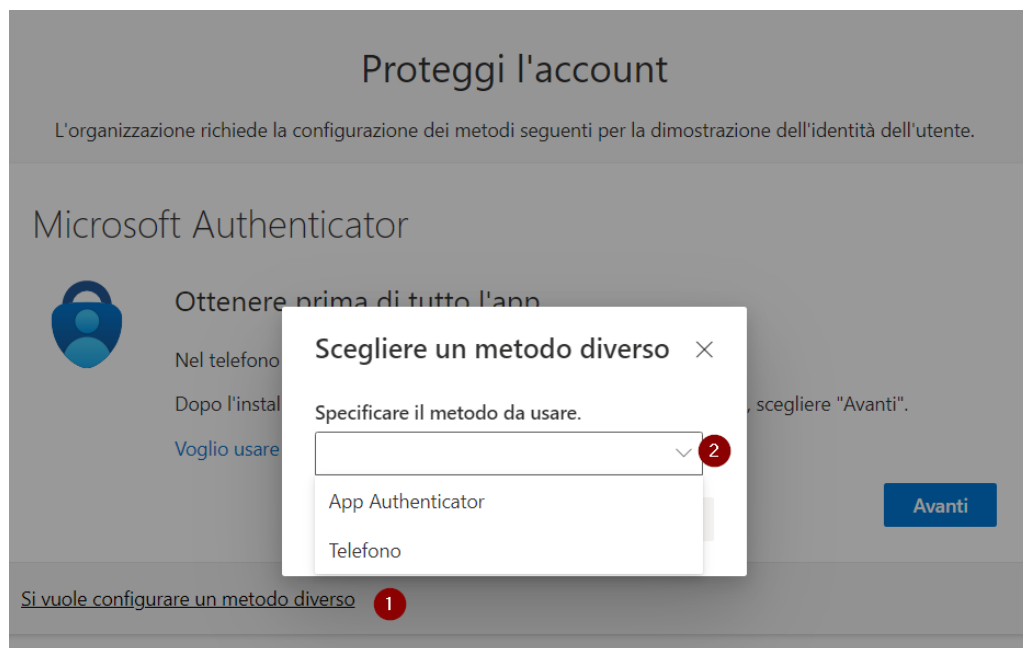 Proteggi l'account
L'organizzazione richiede la configurazione dei metodi seguenti per la dimostrazione dell'identità dell'utente.
Microsoft Authenticator
Ottenere prima di tutto l'app
Nel telefono
Dopo l'instal
, scegliere "Avanti".
Voglio usare
Scegliere un metodo diverso
Specificare il metodo da usare.
2
App Authenticator
Telefono
Avanti
Si vuole configurare un metodo diverso
1